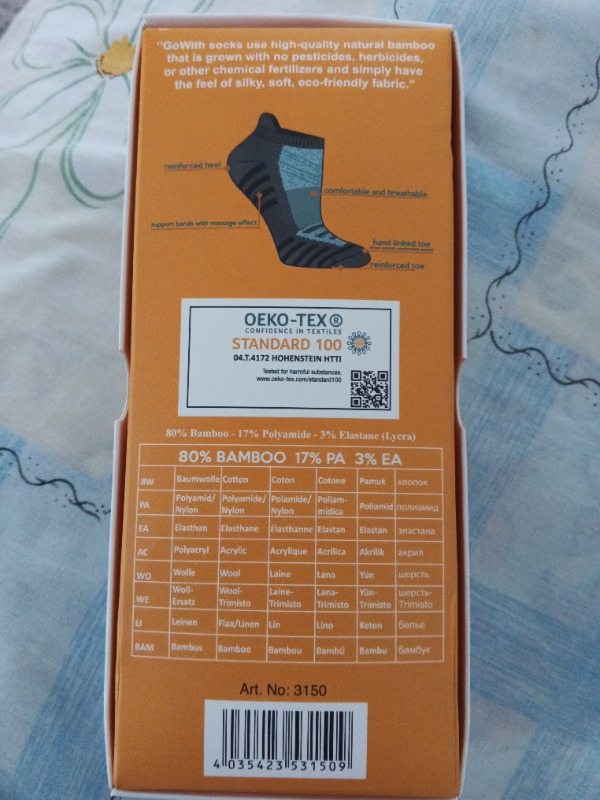 "GoWith socks use high-quality natural bamboo
that is grown with no pesticides, herbicides,
or other chemical fertilizers and simply have
the feel of silky, soft, eco-friendly fabric."
reinforced heel
comfortable and breathable
support bands with massage effect
hand linked toe
reinforced toe
OEKO-TEX®
CONFIDENCE IN TEXTILES
STANDARD 100
04.T.4172 HOHENSTEIN HTTI
Tested for harmful substances.
www.oeko-tex.com/standard100
80% Bamboo - 17% Polyamide - 3% Elastane (Lycra)
80% BAMBOO 17% PA 3% EA
BW Baumwolle Cotton Coton Cotone Pamuk хлопок
PA Polyamid/ Nylon Polyamide/ Nylon Polamide/ Nylon Poliam- midica Poliamid полиамид
EA Elasthan Elasthane Élasthanne Elastan Elastan эластана
AC Polyacryl Acrylic Acrylique Acrilica Akrilik акрил
WO Wolle Wool Laine Lana Yün шерсть
WE Woll- Ersatz Wool- Trimisto Laine- Trimisto Lana- Trimisto Yün- Trimisto шерсть- Trimisto
LI Leinen Flax/Linen Lin Lino Keten белье
BAM Bambus Bamboo Bambou Bambú Bambu бамбук
Art. No: 3150
4 035423 531509